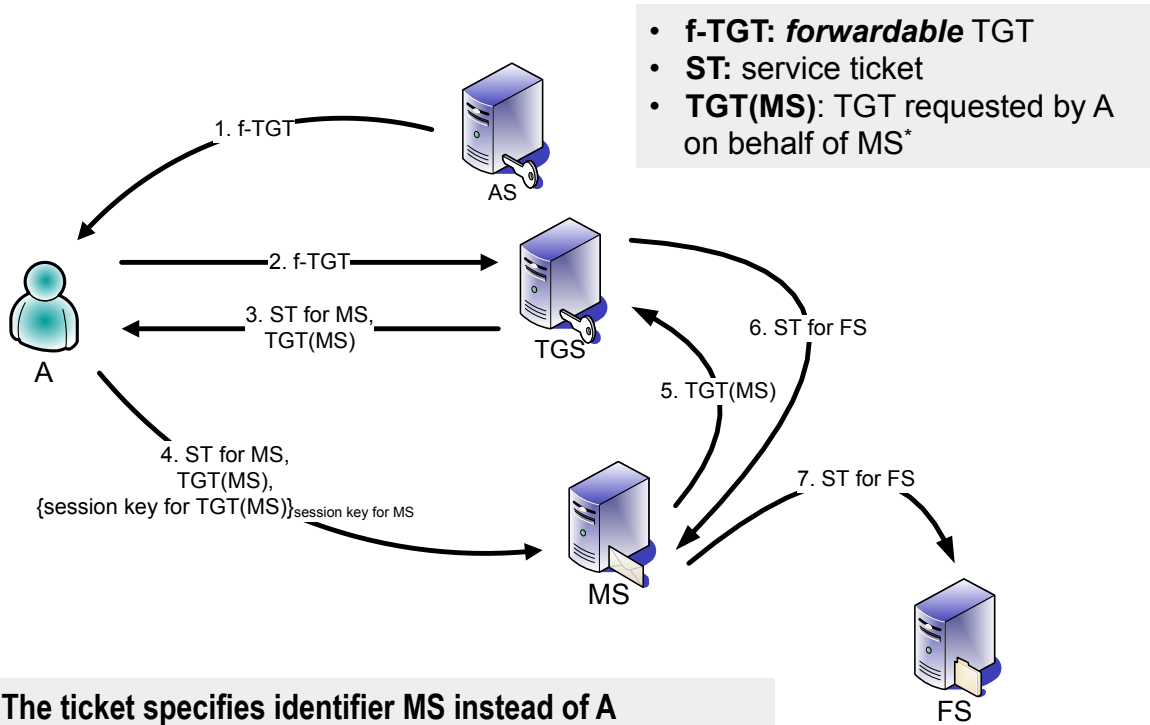 • f-TGT: forwardable TGT
• ST: service ticket
• TGT(MS): TGT requested by A
on behalf of MS*
1. f-TGT
AS
2. f-TGT
3. ST for MS,
TGT(MS)
A
TGS
6. ST for FS
5. TGT(MS)
4. ST for MS,
TGT(MS),
{session key for TGT(MS)}session key for MS
7. ST for FS
MS
FS
The ticket specifies identifier MS instead of A